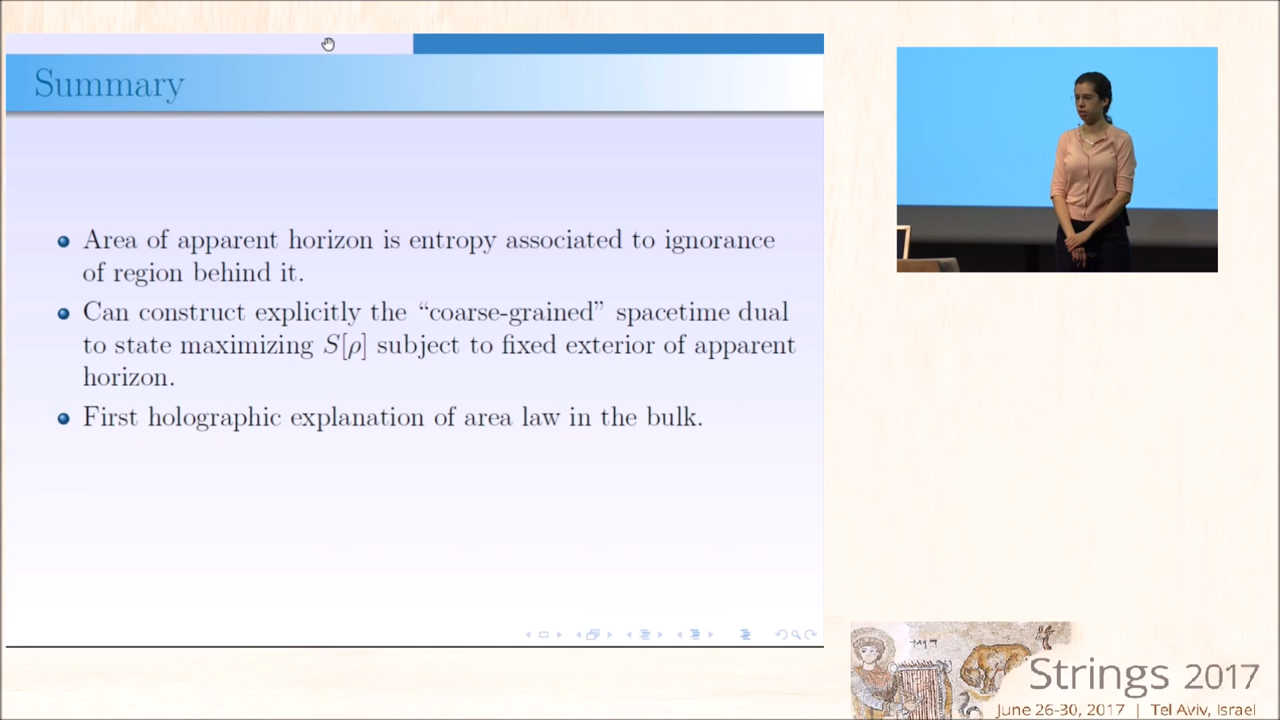 Summary
Area of apparent horizon is entropy associated to ignorance
of region behind it.
Can construct explicitly the “coarse-grained” spacetime dual
to state maximizing S[ρ] subject to fixed exterior of apparent
horizon.
First holographic explanation of area law in the bulk.
Strings 2017
June 26-30, 2017 | Tel Aviv, Israel